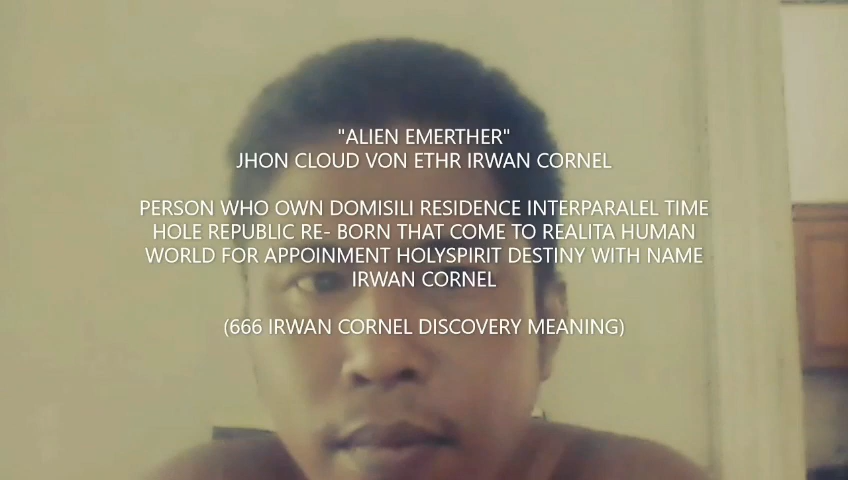 "ALIEN EMERTHER"
JHON CLOUD VON ETHR IRWAN CORNEL
PERSON WHO OWN DOMISILI RESIDENCE INTERPARALEL TIME
HOLE REPUBLIC RE- BORN THAT COME TO REALITA HUMAN
WORLD FOR APPOINMENT HOLYSPIRIT DESTINY WITH NAME
IRWAN CORNEL
(666 IRWAN CORNEL DISCOVERY MEANING)